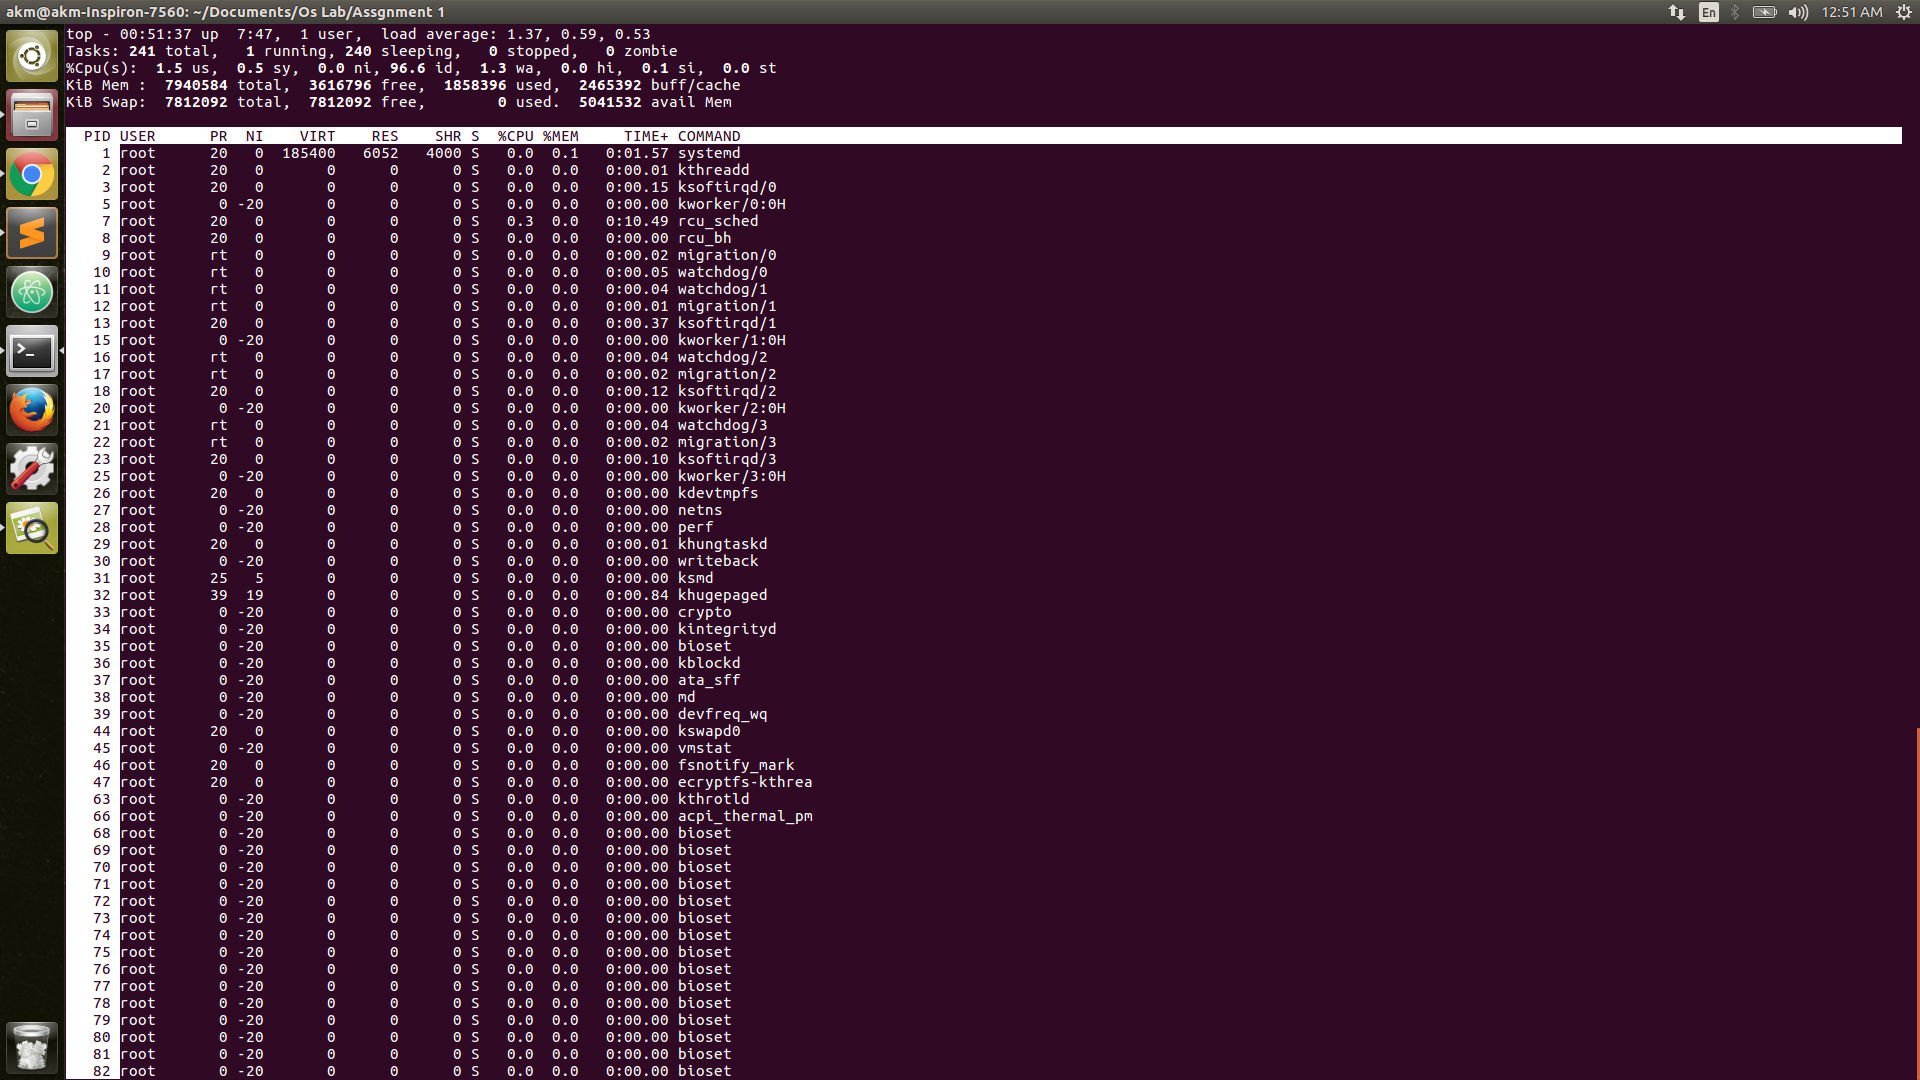 akm@akm-Inspiron-7560: ~/Documents/Os Lab/Assgnment 1 En 12:51 AM
top - 00:51:37 up  7:47,  1 user,  load average: 1.37, 0.59, 0.53
Tasks: 241 total,   1 running, 240 sleeping,   0 stopped,   0 zombie
%Cpu(s):  1.5 us,  0.5 sy,  0.0 ni, 96.6 id,  1.3 wa,  0.0 hi,  0.1 si,  0.0 st
KiB Mem :  7940584 total,  3616796 free,  1858396 used,  2465392 buff/cache
KiB Swap:  7812092 total,  7812092 free,        0 used.  5041532 avail Mem
PID USER PR NI VIRT RES SHR S %CPU %MEM TIME+ COMMAND
1 root 20 0 185400 6052 4000 S 0.0 0.1 0:01.57 systemd
2 root 20 0 0 0 0 S 0.0 0.0 0:00.01 kthreadd
3 root 20 0 0 0 0 S 0.0 0.0 0:00.15 ksoftirqd/0
5 root 0 -20 0 0 0 S 0.0 0.0 0:00.00 kworker/0:0H
7 root 20 0 0 0 0 S 0.3 0.0 0:10.49 rcu_sched
8 root 20 0 0 0 0 S 0.0 0.0 0:00.00 rcu_bh
9 root rt 0 0 0 0 S 0.0 0.0 0:00.02 migration/0
10 root rt 0 0 0 0 S 0.0 0.0 0:00.05 watchdog/0
11 root rt 0 0 0 0 S 0.0 0.0 0:00.04 watchdog/1
12 root rt 0 0 0 0 S 0.0 0.0 0:00.01 migration/1
13 root 20 0 0 0 0 S 0.0 0.0 0:00.37 ksoftirqd/1
15 root 0 -20 0 0 0 S 0.0 0.0 0:00.00 kworker/1:0H
16 root rt 0 0 0 0 S 0.0 0.0 0:00.04 watchdog/2
17 root rt 0 0 0 0 S 0.0 0.0 0:00.02 migration/2
18 root 20 0 0 0 0 S 0.0 0.0 0:00.12 ksoftirqd/2
20 root 0 -20 0 0 0 S 0.0 0.0 0:00.00 kworker/2:0H
21 root rt 0 0 0 0 S 0.0 0.0 0:00.04 watchdog/3
22 root rt 0 0 0 0 S 0.0 0.0 0:00.02 migration/3
23 root 20 0 0 0 0 S 0.0 0.0 0:00.10 ksoftirqd/3
25 root 0 -20 0 0 0 S 0.0 0.0 0:00.00 kworker/3:0H
26 root 20 0 0 0 0 S 0.0 0.0 0:00.00 kdevtmpfs
27 root 0 -20 0 0 0 S 0.0 0.0 0:00.00 netns
28 root 0 -20 0 0 0 S 0.0 0.0 0:00.00 perf
29 root 20 0 0 0 0 S 0.0 0.0 0:00.01 khungtaskd
30 root 0 -20 0 0 0 S 0.0 0.0 0:00.00 writeback
31 root 25 5 0 0 0 S 0.0 0.0 0:00.00 ksmd
32 root 39 19 0 0 0 S 0.0 0.0 0:00.84 khugepaged
33 root 0 -20 0 0 0 S 0.0 0.0 0:00.00 crypto
34 root 0 -20 0 0 0 S 0.0 0.0 0:00.00 kintegrityd
35 root 0 -20 0 0 0 S 0.0 0.0 0:00.00 bioset
36 root 0 -20 0 0 0 S 0.0 0.0 0:00.00 kblockd
37 root 0 -20 0 0 0 S 0.0 0.0 0:00.00 ata_sff
38 root 0 -20 0 0 0 S 0.0 0.0 0:00.00 md
39 root 0 -20 0 0 0 S 0.0 0.0 0:00.00 devfreq_wq
44 root 20 0 0 0 0 S 0.0 0.0 0:00.00 kswapd0
45 root 0 -20 0 0 0 S 0.0 0.0 0:00.00 vmstat
46 root 20 0 0 0 0 S 0.0 0.0 0:00.00 fsnotify_mark
47 root 20 0 0 0 0 S 0.0 0.0 0:00.00 ecryptfs-kthrea
63 root 0 -20 0 0 0 S 0.0 0.0 0:00.00 kthrotld
66 root 0 -20 0 0 0 S 0.0 0.0 0:00.00 acpi_thermal_pm
68 root 0 -20 0 0 0 S 0.0 0.0 0:00.00 bioset
69 root 0 -20 0 0 0 S 0.0 0.0 0:00.00 bioset
70 root 0 -20 0 0 0 S 0.0 0.0 0:00.00 bioset
71 root 0 -20 0 0 0 S 0.0 0.0 0:00.00 bioset
72 root 0 -20 0 0 0 S 0.0 0.0 0:00.00 bioset
73 root 0 -20 0 0 0 S 0.0 0.0 0:00.00 bioset
74 root 0 -20 0 0 0 S 0.0 0.0 0:00.00 bioset
75 root 0 -20 0 0 0 S 0.0 0.0 0:00.00 bioset
76 root 0 -20 0 0 0 S 0.0 0.0 0:00.00 bioset
77 root 0 -20 0 0 0 S 0.0 0.0 0:00.00 bioset
78 root 0 -20 0 0 0 S 0.0 0.0 0:00.00 bioset
79 root 0 -20 0 0 0 S 0.0 0.0 0:00.00 bioset
80 root 0 -20 0 0 0 S 0.0 0.0 0:00.00 bioset
81 root 0 -20 0 0 0 S 0.0 0.0 0:00.00 bioset
82 root 0 -20 0 0 0 S 0.0 0.0 0:00.00 bioset